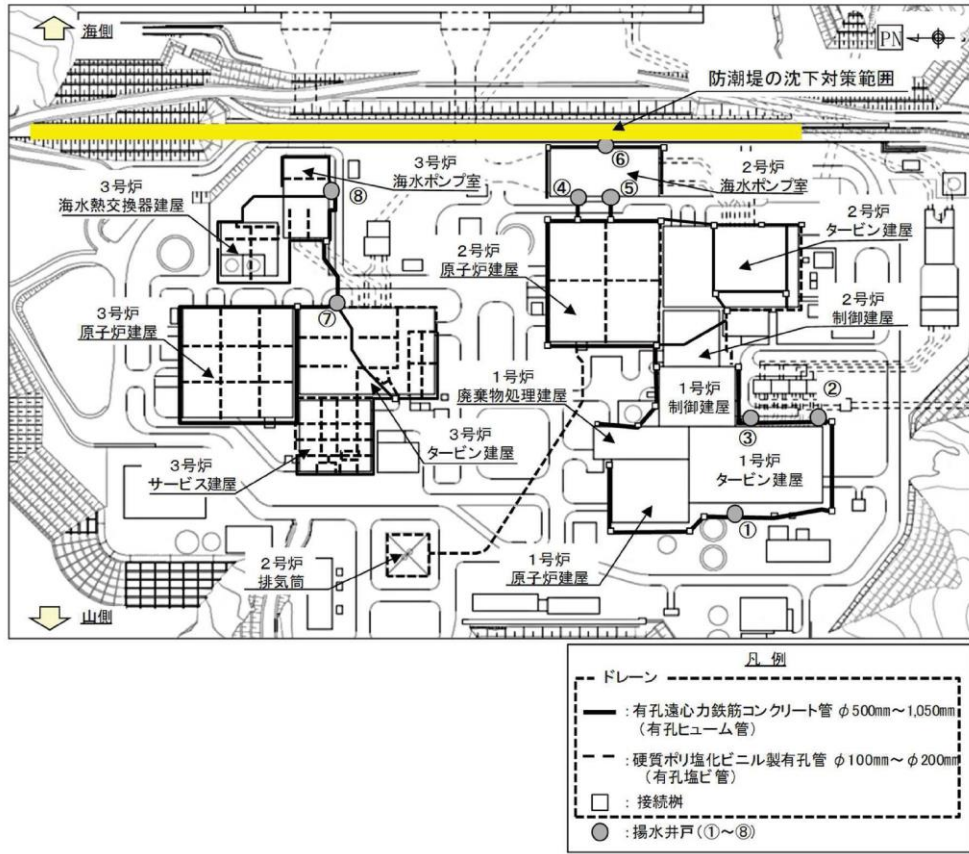 海側
PN
防潮堤の沈下対策範囲
⑥
3号炉
海水ポンプ室
2号炉
海水ポンプ室
3号炉
海水熱交換器建屋
⑧
④
⑤
2号炉
タービン建屋
2号炉
原子炉建屋
2号炉
制御建屋
⑦
3号炉
原子炉建屋
1号炉
廃棄物処理建屋
1号炉
制御建屋
②
③
3号炉
タービン建屋
3号炉
サービス建屋
1号炉
タービン建屋
①
2号炉
排気筒
1号炉
原子炉建屋
山側
凡 例
ドレーン
:有孔遠心力鉄筋コンクリート管 φ500mm～1,050mm
(有孔ヒューム管)
:硬質ポリ塩化ビニル製有孔管 φ100mm～φ200mm
(有孔塩ビ管)
:接続桝
:揚水井戸(①～⑧)